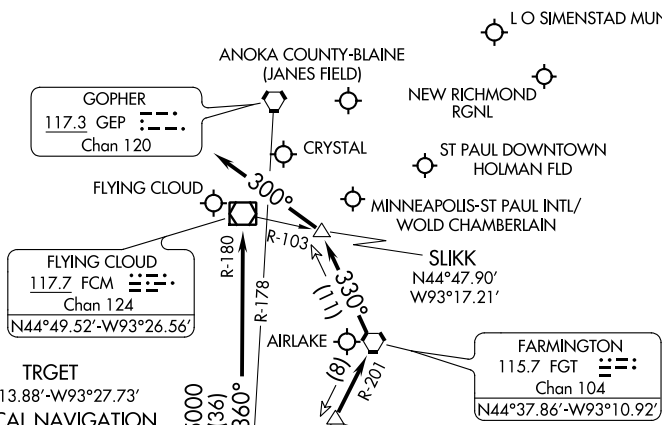 L O SIMENSTAD MUN
ANOKA COUNTY-BLAINE
(JANES FIELD)
GOPHER
117.3 GEP
Chan 120
NEW RICHMOND
RGNL
CRYSTAL
ST PAUL DOWNTOWN
HOLMAN FLD
300°
FLYING CLOUD
MINNEAPOLIS-ST PAUL INTL/
WOLD CHAMBERLAIN
R-103
R-180
R-178
SLIKK
N44°47.90'
W93°17.21'
FLYING CLOUD
117.7 FCM
Chan 124
N44°49.52'-W93°26.56'
330°
(11)
AIRLAKE
FARMINGTON
115.7 FGT
Chan 104
N44°37.86'-W93°10.92'
(8)
R-201
TRGET
13.88'-W93°27.73'
CAL NAVIGATION
5000
(36)
360°